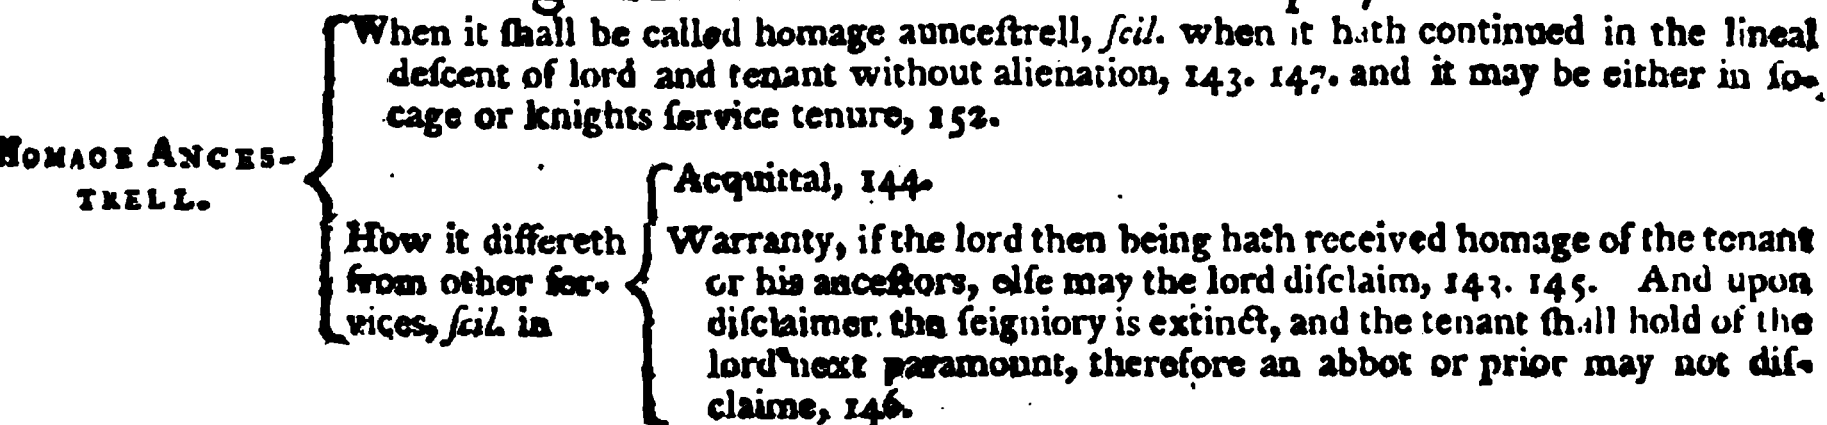 When it ſhall be called homage aunceſtrell, ſcil. when it hath continued in the lineal
deſcent of lord and tenant without alienation, 143. 147. and it may be either in ſo-
cage or knights ſervice tenure, 152.
HOMAGE ANCES-
TRELL.
Acquittal, 144.
How it differeth
from other ſer-
vices, ſcil. in
Warranty, if the lord then being hath received homage of the tenant
or his anceſtors, elſe may the lord diſclaim, 143. 145. And upon
diſclaimer the ſeigniory is extinct, and the tenant ſhall hold of the
lord next paramount, therefore an abbot or prior may not diſ-
claime, 146.